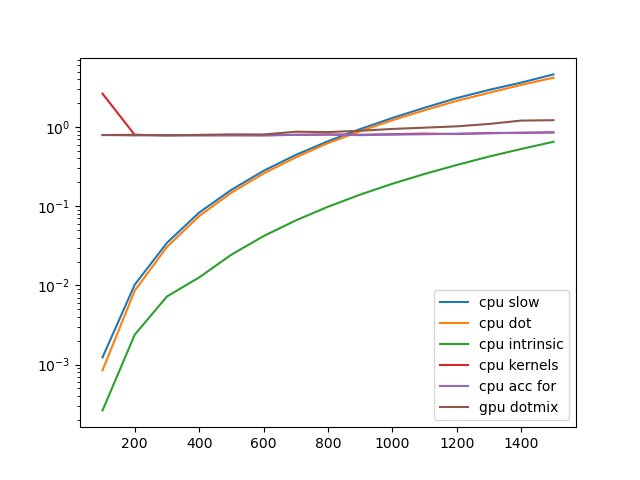 10⁰
10⁻¹
10⁻²
10⁻³
200 400 600 800 1000 1200 1400
cpu slow
cpu dot
cpu intrinsic
cpu kernels
cpu acc for
gpu dotmix